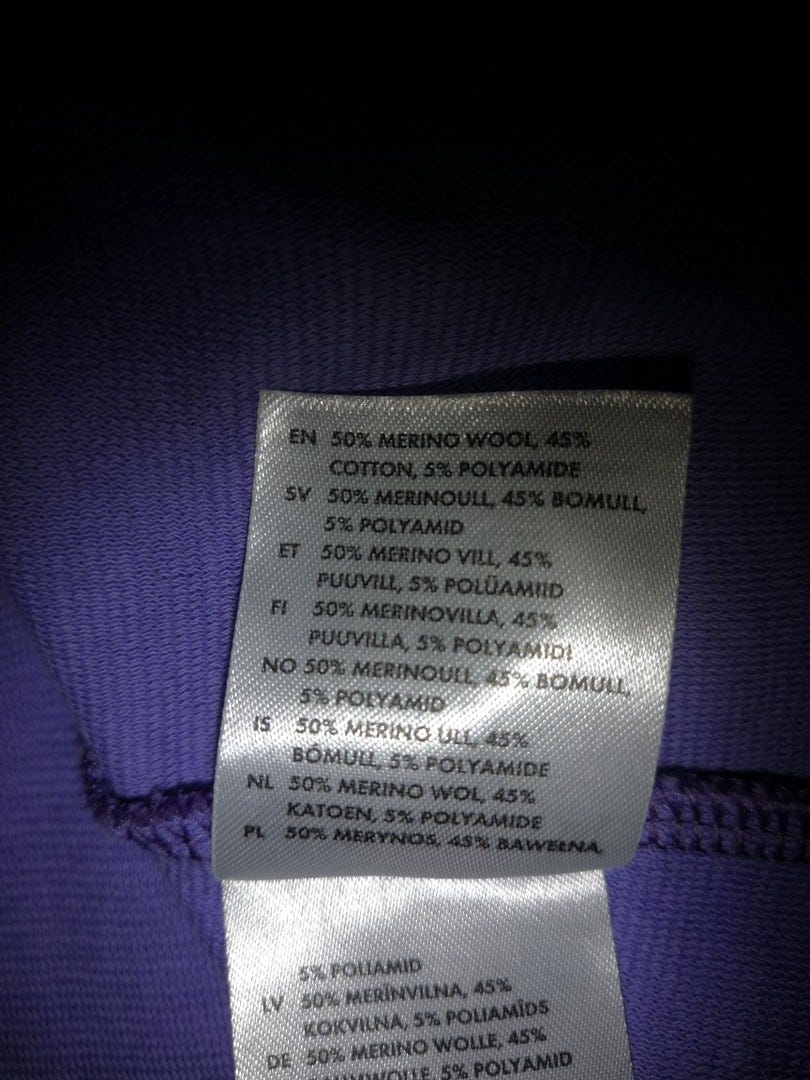 EN 50% MERINO WOOL, 45%
COTTON, 5% POLYAMIDE
SV 50% MERINOULL, 45% BOMULL,
5% POLYAMID
ET 50% MERINO VILL, 45%
PUUVILL, 5% POLÜAMIID
FI 50% MERINOVILLA, 45%
PUUVILLA, 5% POLYAMIDI
NO 50% MERINOULL, 45% BOMULL,
5% POLYAMID
IS 50% MERINO ULL, 45%
BÓMULL, 5% POLYAMIDE
NL 50% MERINO WOL, 45%
KATOEN, 5% POLYAMIDE
PL 50% MERYNOS, 45% BAWEŁNA,
5% POLIAMID
LV 50% MERĪNVILNA, 45%
KOKVILNA, 5% POLIAMĪDS
DE 50% MERINO WOLLE, 45%
BAUMWOLLE, 5% POLYAMID